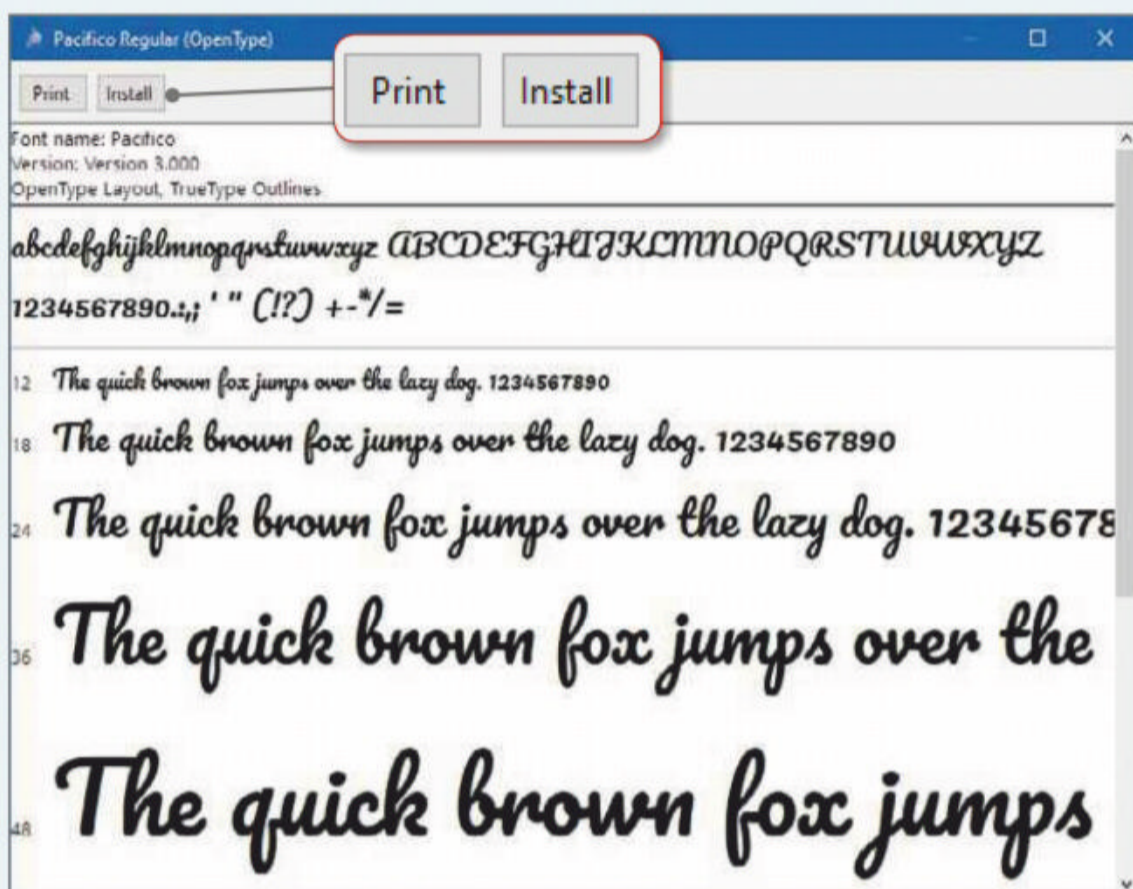 Pacifico Regular (OpenType)
Print Install
Print Install
Font name: Pacifico
Version: Version 3.000
OpenType Layout, TrueType Outlines
abcdefghijklmnopqrstuvwxyz ABCDEFGHIJKLMNOPQRSTUVWXYZ
1234567890.:,; ' " (!?) +-*/=
12 The quick brown fox jumps over the lazy dog. 1234567890
18 The quick brown fox jumps over the lazy dog. 1234567890
24 The quick brown fox jumps over the lazy dog. 12345678
36 The quick brown fox jumps over the
48 The quick brown fox jumps